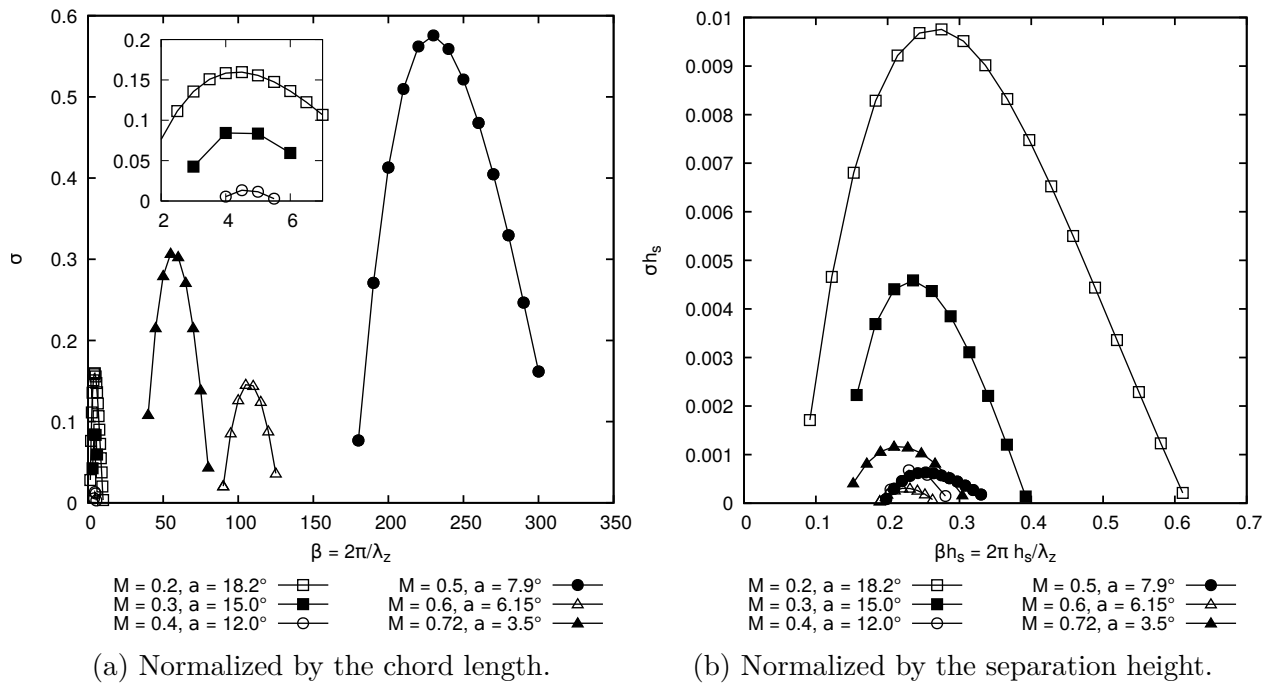 0.6
0.5
0.4
0.3
0.2
0.1
0
σ
0 50 100 150 200 250 300 350
β = 2π/λz
0.2
0.15
0.1
0.05
0
2 4 6
M = 0.2, a = 18.2°
M = 0.3, a = 15.0°
M = 0.4, a = 12.0°
M = 0.5, a = 7.9°
M = 0.6, a = 6.15°
M = 0.72, a = 3.5°
(a) Normalized by the chord length.
0.01
0.009
0.008
0.007
0.006
0.005
0.004
0.003
0.002
0.001
0
σhs
0 0.1 0.2 0.3 0.4 0.5 0.6 0.7
βhs = 2π hs/λz
M = 0.2, a = 18.2°
M = 0.3, a = 15.0°
M = 0.4, a = 12.0°
M = 0.5, a = 7.9°
M = 0.6, a = 6.15°
M = 0.72, a = 3.5°
(b) Normalized by the separation height.